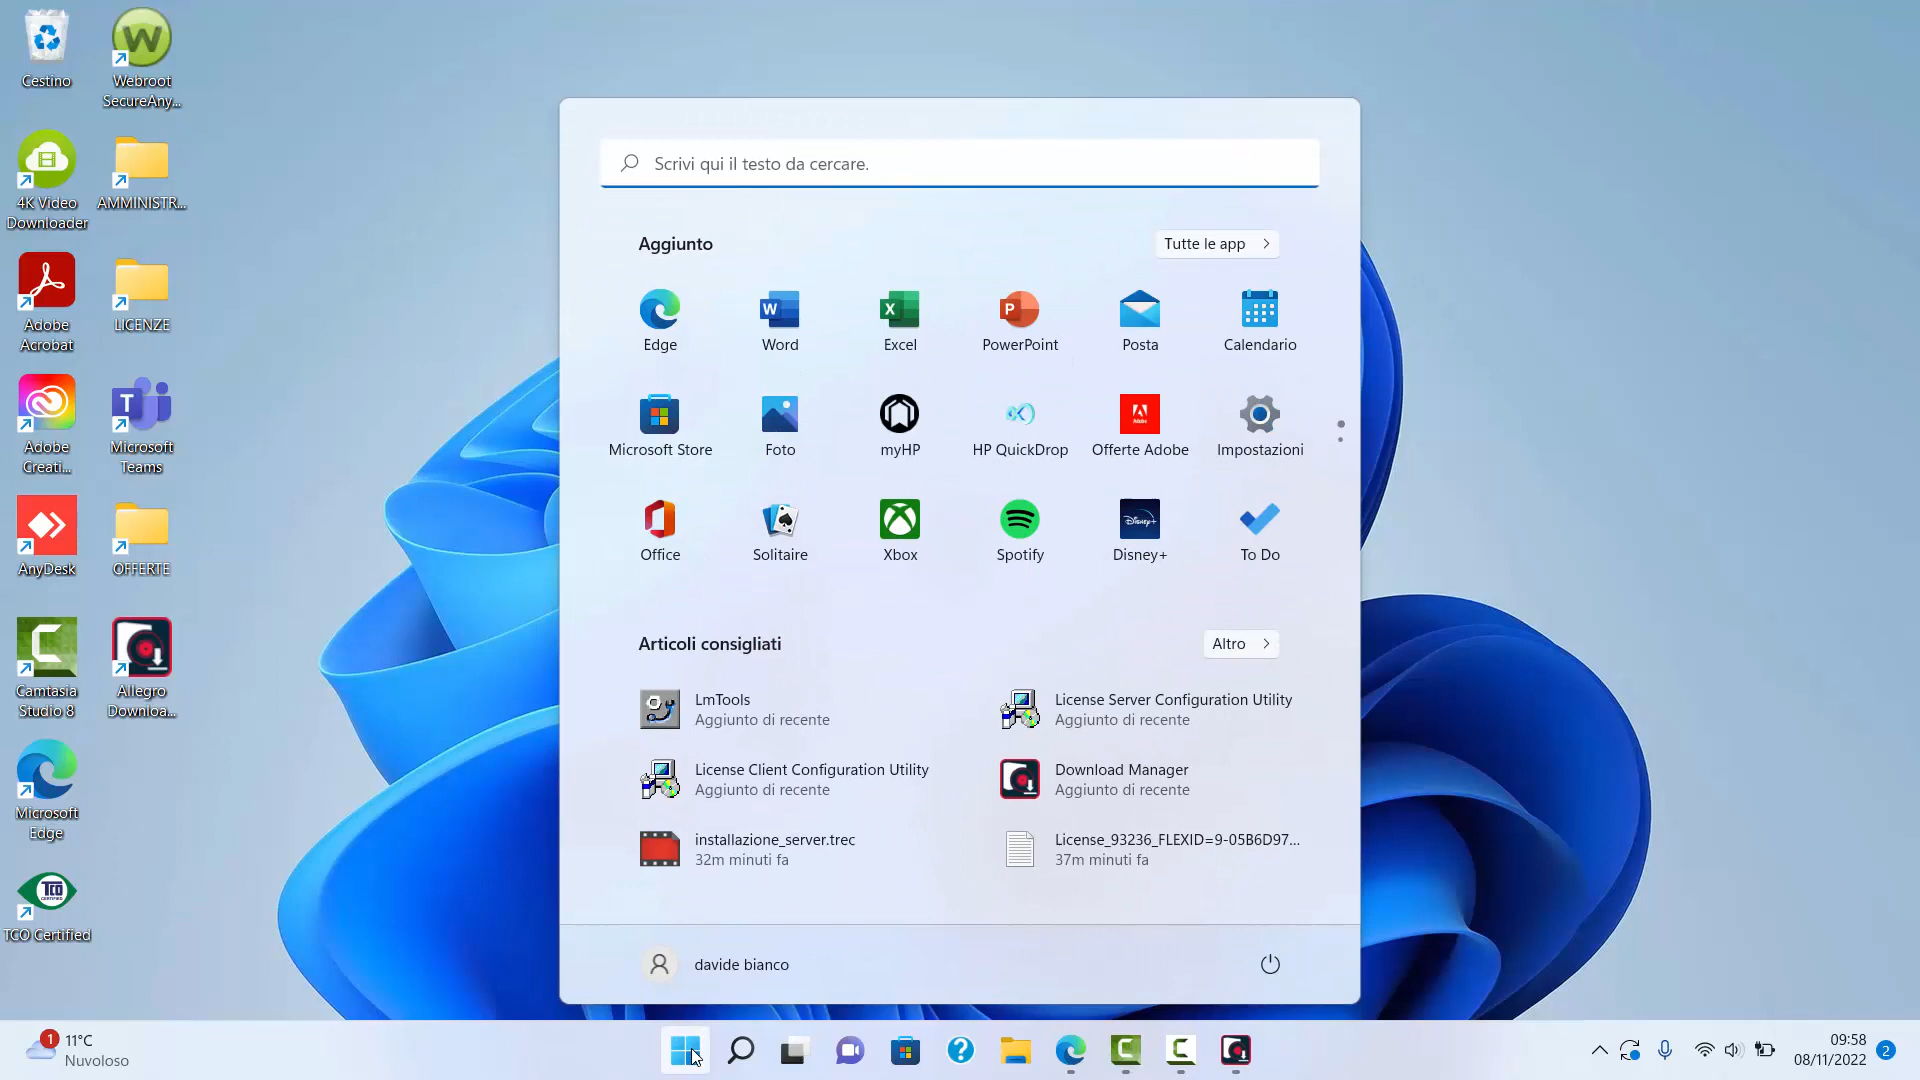 Cestino
Webroot
SecureAny...
4K Video
Downloader
AMMINISTR...
Adobe
Acrobat
LICENZE
Adobe
Creati...
Microsoft
Teams
AnyDesk
OFFERTE
Camtasia
Studio 8
Allegro
Downloa...
Microsoft
Edge
TCO Certified
Scrivi qui il testo da cercare.
Aggiunto
Tutte le app
Edge
Word
Excel
PowerPoint
Posta
Calendario
Microsoft Store
Foto
myHP
HP QuickDrop
Offerte Adobe
Impostazioni
Office
Solitaire
Xbox
Spotify
Disney+
To Do
Articoli consigliati
Altro
LmTools
Aggiunto di recente
License Server Configuration Utility
Aggiunto di recente
License Client Configuration Utility
Aggiunto di recente
Download Manager
Aggiunto di recente
installazione_server.trec
32m minuti fa
License_93236_FLEXID=9-05B6D97...
37m minuti fa
davide bianco
1
11°C
Nuvoloso
09:58
08/11/2022
2